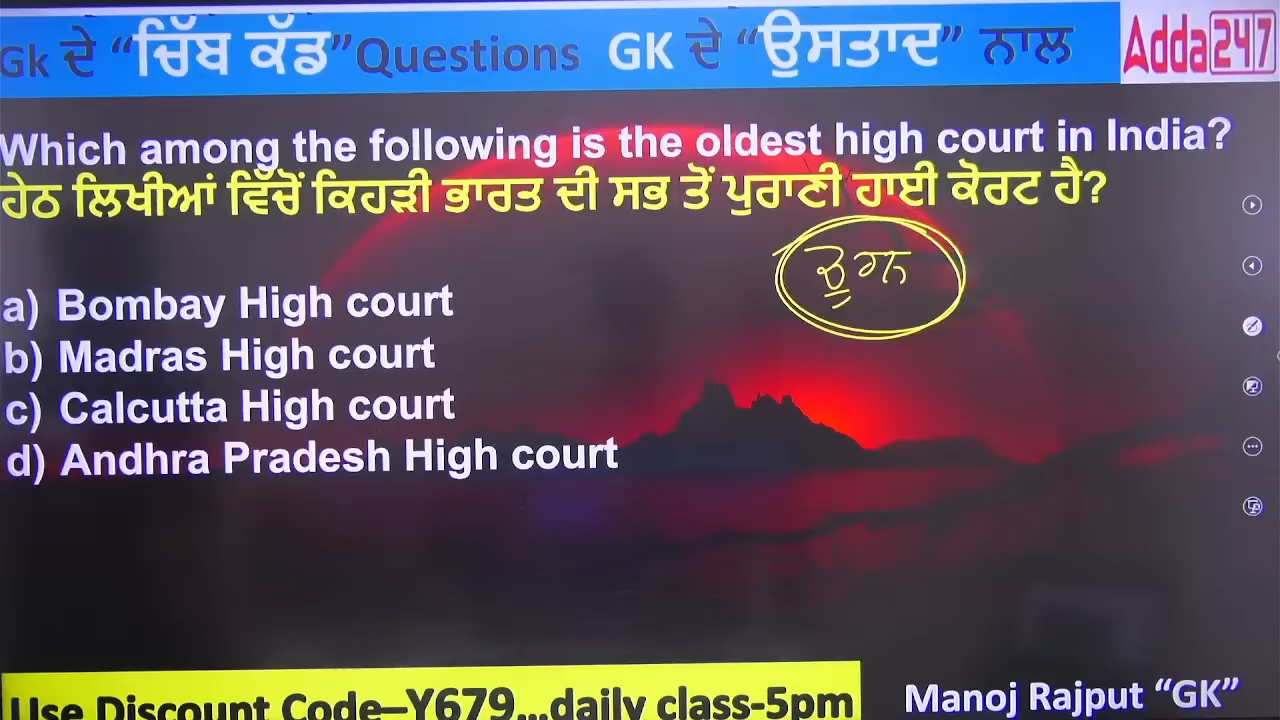 Gk ਦੇ “ਚਿੱਬ ਕੱਡ”Questions GK ਦੇ “ਉਸਤਾਦ” ਨਾਲ
Adda247
Which among the following is the oldest high court in India?
ਹੇਠ ਲਿਖੀਆਂ ਵਿੱਚੋਂ ਕਿਹੜੀ ਭਾਰਤ ਦੀ ਸਭ ਤੋਂ ਪੁਰਾਣੀ ਹਾਈ ਕੋਰਟ ਹੈ?
a) Bombay High court
b) Madras High court
c) Calcutta High court
d) Andhra Pradesh High court
Use Discount Code–Y679...daily class-5pm
Manoj Rajput “GK”